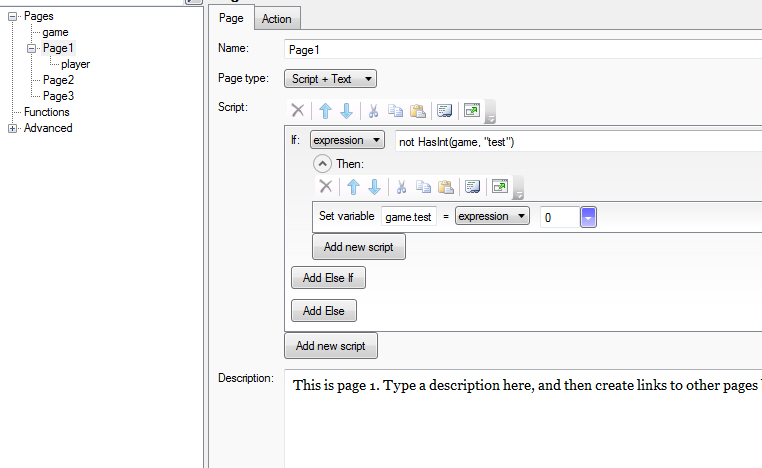 Pages
game
Page1
player
Page2
Page3
Functions
Advanced
Page Action
Name: Page1
Page type: Script + Text
Script:
If: expression not HasInt(game, "test")
Then:
Set variable game.test = expression 0
Add new script
Add Else If
Add Else
Add new script
Description: This is page 1. Type a description here, and then create links to other pages